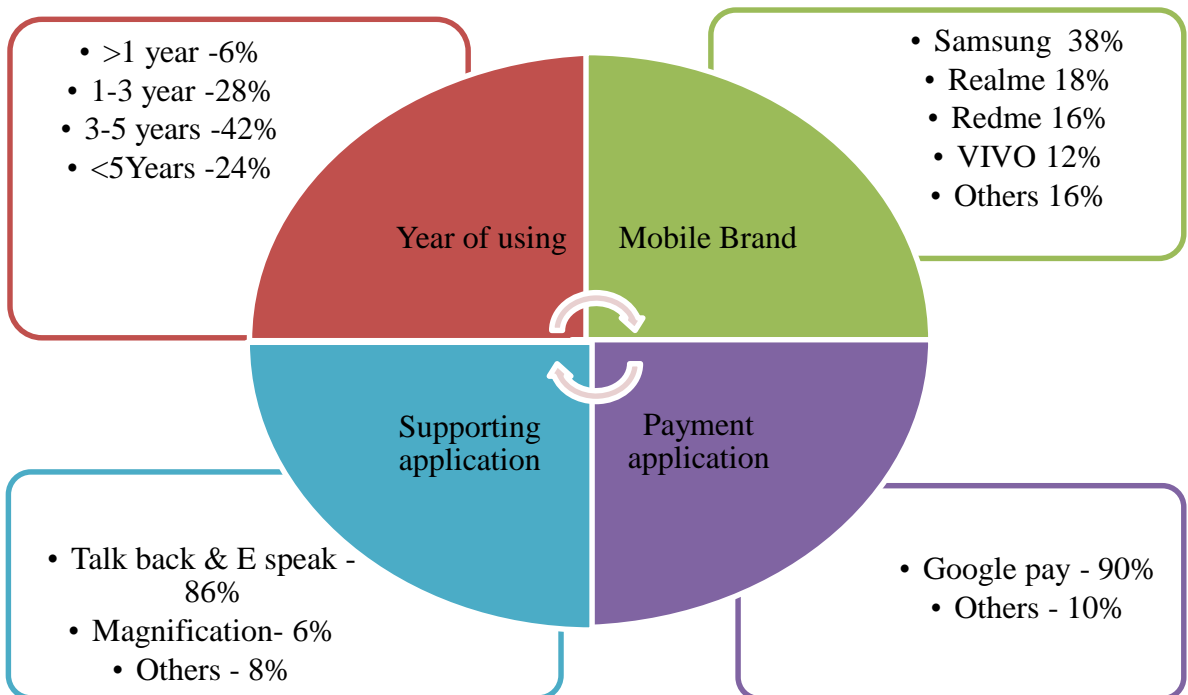 • >1 year -6%
• 1-3 year -28%
• 3-5 years -42%
• <5Years -24%
• Samsung 38%
• Realme 18%
• Redme 16%
• VIVO 12%
• Others 16%
Year of using
Mobile Brand
Supporting
application
Payment
application
• Talk back & E speak -
86%
• Magnification- 6%
• Others - 8%
• Google pay - 90%
• Others - 10%